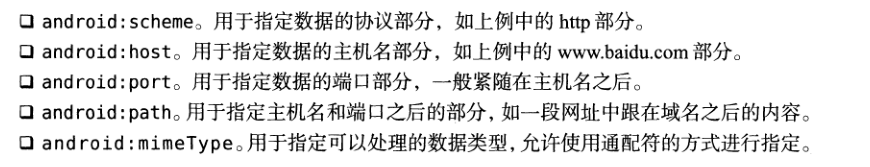 ❑ android:scheme。用于指定数据的协议部分，如上例中的 http 部分。
❑ android:host。用于指定数据的主机名部分，如上例中的 www.baidu.com 部分。
❑ android:port。用于指定数据的端口部分，一般紧随在主机名之后。
❑ android:path。用于指定主机名和端口之后的部分，如一段网址中跟在域名之后的内容。
❑ android:mimeType。用于指定可以处理的数据类型，允许使用通配符的方式进行指定。